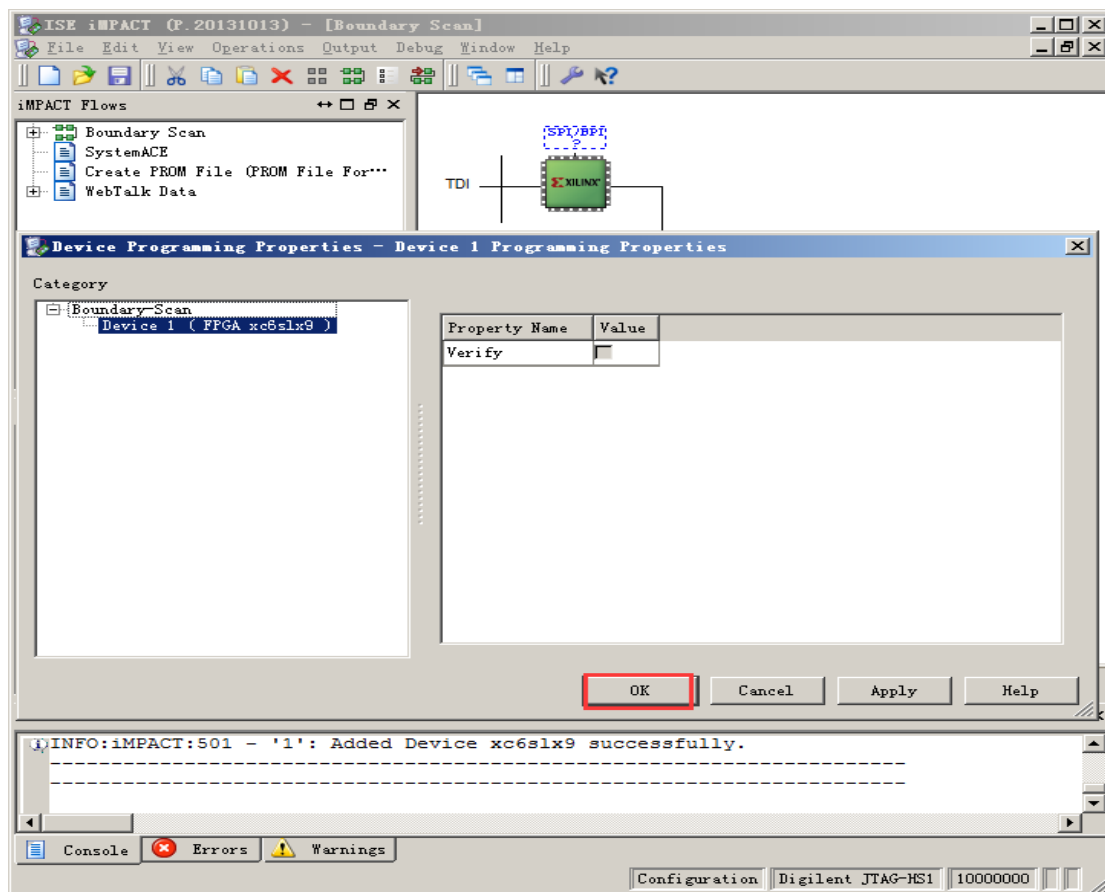 ISE iMPACT (P.20131013) - [Boundary Scan]
File Edit View Operations Output Debug Window Help
iMPACT Flows
Boundary Scan
SystemACE
Create PROM File (PROM File For···
WebTalk Data
SPI/BPI
?
TDI
XILINX
Device Programming Properties - Device 1 Programming Properties
Category
Boundary-Scan
Device 1 ( FPGA xc6slx9 )
Property Name Value
Verify
OK Cancel Apply Help
INFO:iMPACT:501 - '1': Added Device xc6slx9 successfully.
----------------------------------------------------------------------
----------------------------------------------------------------------
Console Errors Warnings
Configuration Digilent JTAG-HS1 10000000